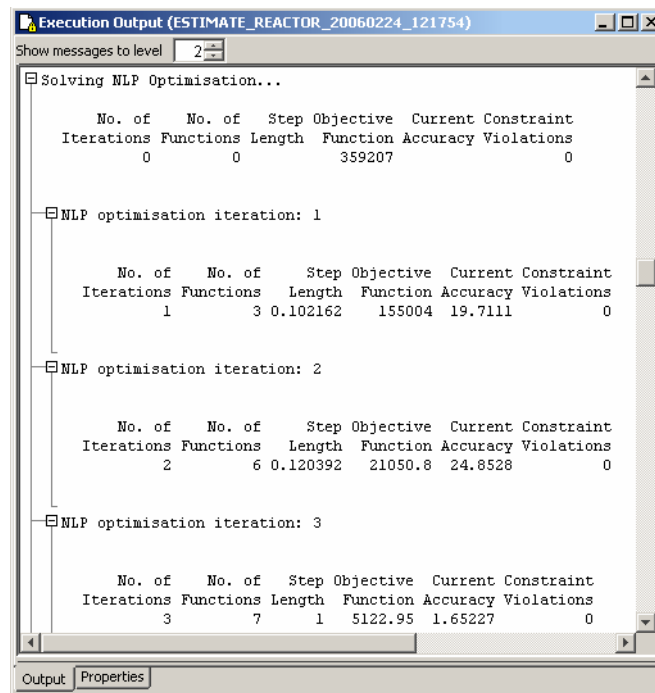 Execution Output (ESTIMATE_REACTOR_20060224_121754)
Show messages to level 2
Solving NLP Optimisation...
No. of No. of Step Objective Current Constraint
Iterations Functions Length Function Accuracy Violations
0 0 359207 0
NLP optimisation iteration: 1
No. of No. of Step Objective Current Constraint
Iterations Functions Length Function Accuracy Violations
1 3 0.102162 155004 19.7111 0
NLP optimisation iteration: 2
No. of No. of Step Objective Current Constraint
Iterations Functions Length Function Accuracy Violations
2 6 0.120392 21050.8 24.8528 0
NLP optimisation iteration: 3
No. of No. of Step Objective Current Constraint
Iterations Functions Length Function Accuracy Violations
3 7 1 5122.95 1.65227 0
Output Properties